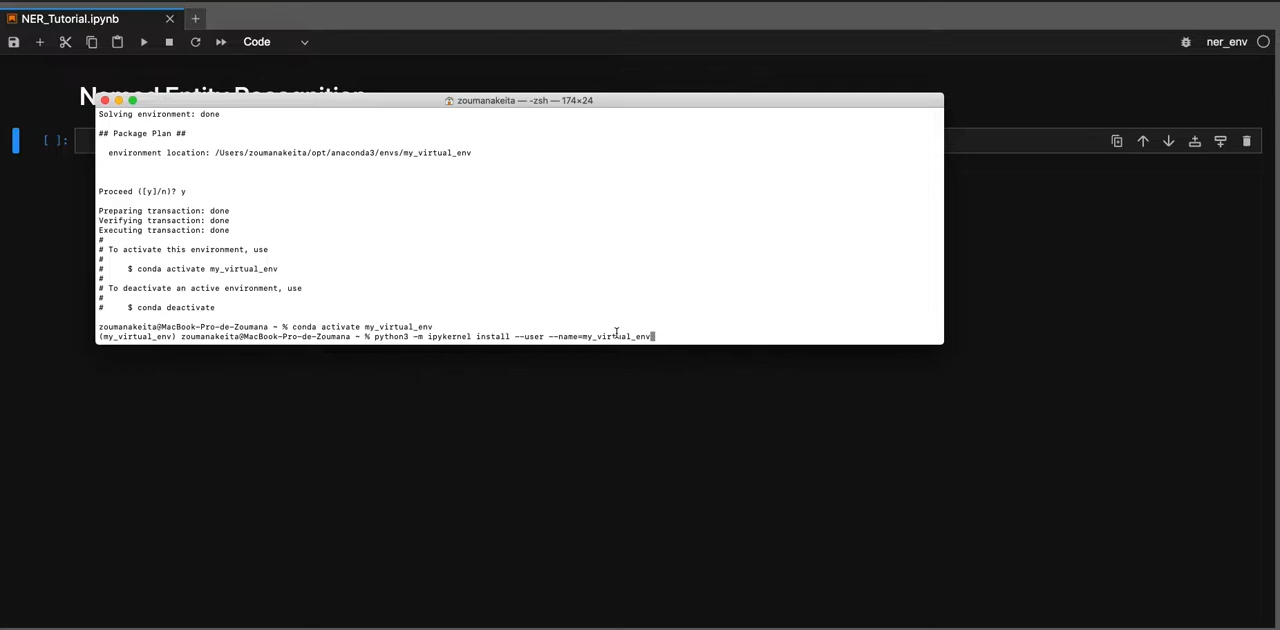 NER_Tutorial.ipynb
Code
ner_env
Named Entity Recognition
[ ]:
zoumanakeita — -zsh — 174×24
Solving environment: done
## Package Plan ##
environment location: /Users/zoumanakeita/opt/anaconda3/envs/my_virtual_env
Proceed ([y]/n)? y
Preparing transaction: done
Verifying transaction: done
Executing transaction: done
#
# To activate this environment, use
#
#     $ conda activate my_virtual_env
#
# To deactivate an active environment, use
#
#     $ conda deactivate
zoumanakeita@MacBook-Pro-de-Zoumana ~ % conda activate my_virtual_env
(my_virtual_env) zoumanakeita@MacBook-Pro-de-Zoumana ~ % python3 -m ipykernel install --user --name=my_virtual_env